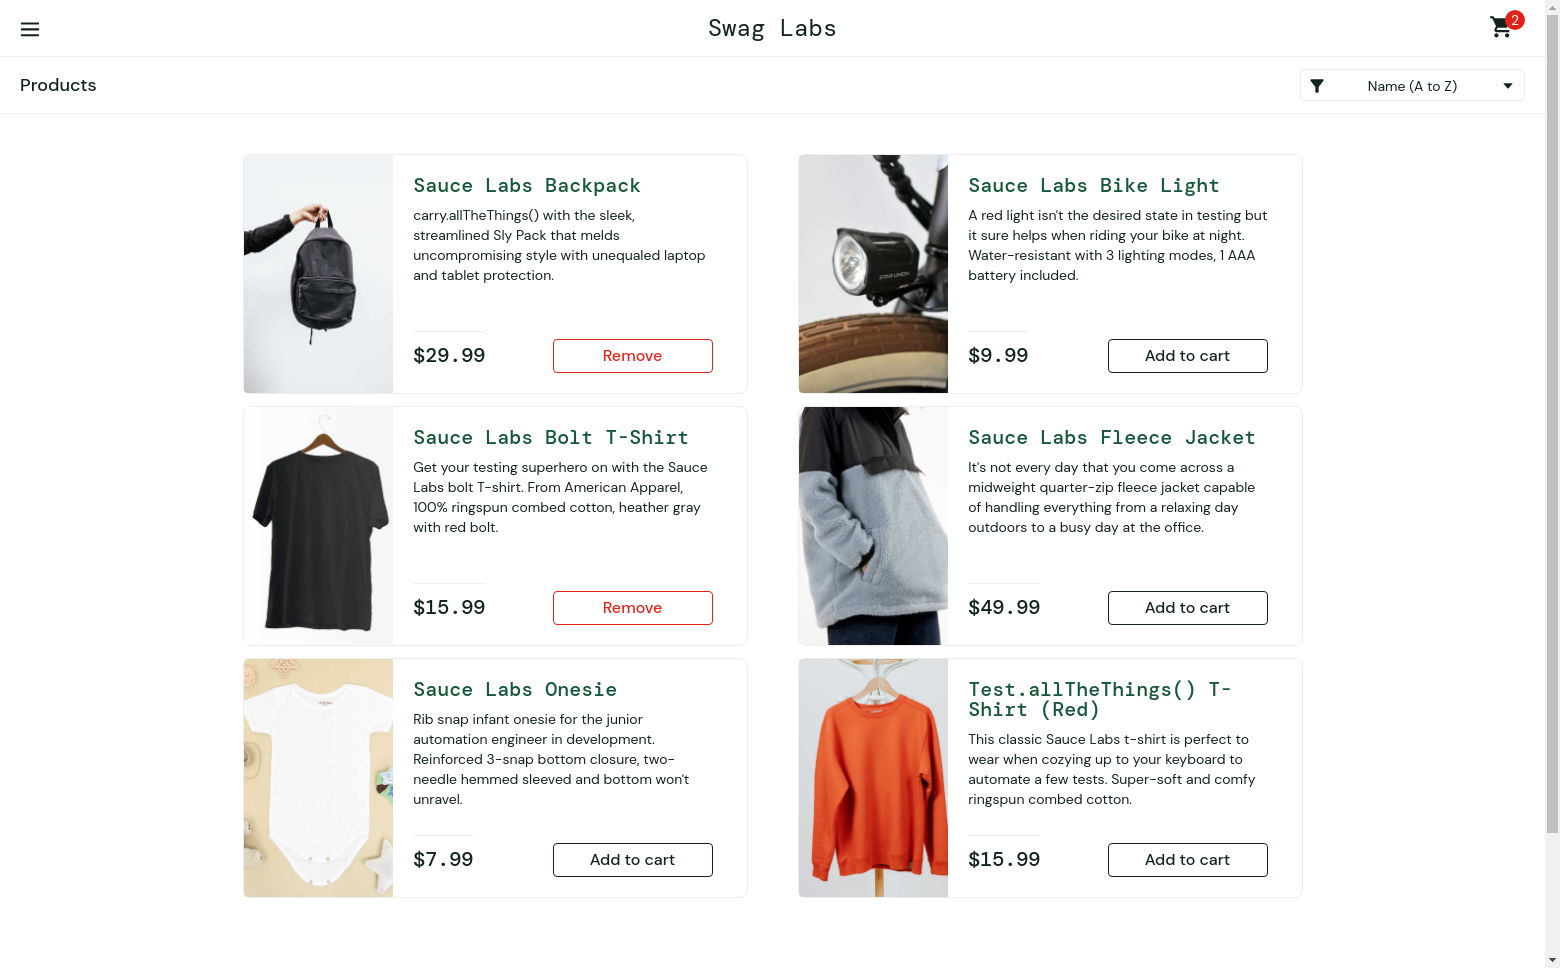 Swag Labs
2
Products
Name (A to Z)
Sauce Labs Backpack
carry.allTheThings() with the sleek,
streamlined Sly Pack that melds
uncompromising style with unequaled laptop
and tablet protection.
$29.99
Remove
Sauce Labs Bike Light
A red light isn't the desired state in testing but
it sure helps when riding your bike at night.
Water-resistant with 3 lighting modes, 1 AAA
battery included.
$9.99
Add to cart
STAR UNION
Sauce Labs Bolt T-Shirt
Get your testing superhero on with the Sauce
Labs bolt T-shirt. From American Apparel,
100% ringspun combed cotton, heather gray
with red bolt.
$15.99
Remove
Sauce Labs Fleece Jacket
It's not every day that you come across a
midweight quarter-zip fleece jacket capable
of handling everything from a relaxing day
outdoors to a busy day at the office.
$49.99
Add to cart
Sauce Labs Onesie
Rib snap infant onesie for the junior
automation engineer in development.
Reinforced 3-snap bottom closure, two-
needle hemmed sleeved and bottom won't
unravel.
$7.99
Add to cart
Test.allTheThings() T-
Shirt (Red)
This classic Sauce Labs t-shirt is perfect to
wear when cozying up to your keyboard to
automate a few tests. Super-soft and comfy
ringspun combed cotton.
$15.99
Add to cart